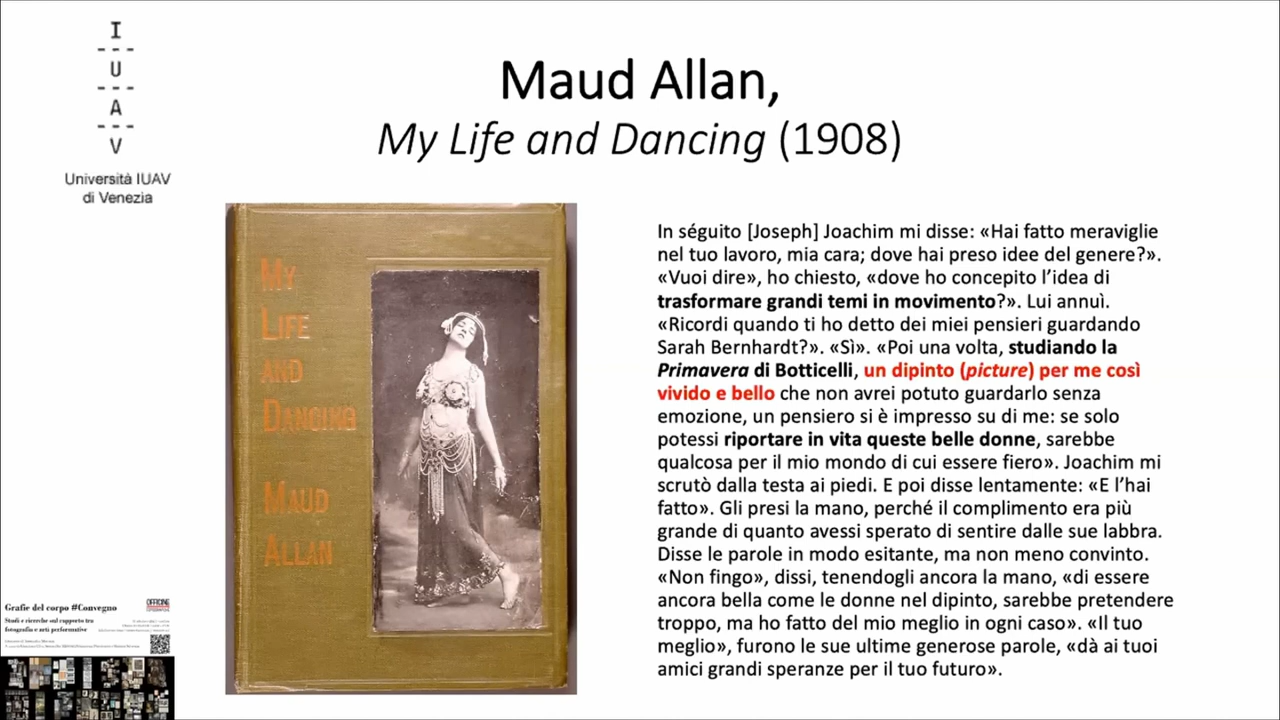 I
U
A
V
Università IUAV
di Venezia
Maud Allan,
My Life and Dancing (1908)
MY
LIFE
AND
DANCING
MAUD
ALLAN
In séguito [Joseph] Joachim mi disse: «Hai fatto meraviglie
nel tuo lavoro, mia cara; dove hai preso idee del genere?».
«Vuoi dire», ho chiesto, «dove ho concepito l’idea di
trasformare grandi temi in movimento?». Lui annuì.
«Ricordi quando ti ho detto dei miei pensieri guardando
Sarah Bernhardt?». «Sì». «Poi una volta, studiando la
Primavera di Botticelli, un dipinto (picture) per me così
vivido e bello che non avrei potuto guardarlo senza
emozione, un pensiero si è impresso su di me: se solo
potessi riportare in vita queste belle donne, sarebbe
qualcosa per il mio mondo di cui essere fiero». Joachim mi
scrutò dalla testa ai piedi. E poi disse lentamente: «E l’hai
fatto». Gli presi la mano, perché il complimento era più
grande di quanto avessi sperato di sentire dalle sue labbra.
Disse le parole in modo esitante, ma non meno convinto.
«Non fingo», dissi, tenendogli ancora la mano, «di essere
ancora bella come le donne nel dipinto, sarebbe pretendere
troppo, ma ho fatto del mio meglio in ogni caso». «Il tuo
meglio», furono le sue ultime generose parole, «dà ai tuoi
amici grandi speranze per il tuo futuro».
Grafie del corpo #Convegno
Studi e ricerche sul rapporto tra
fotografia e arti performative
OFFICINE